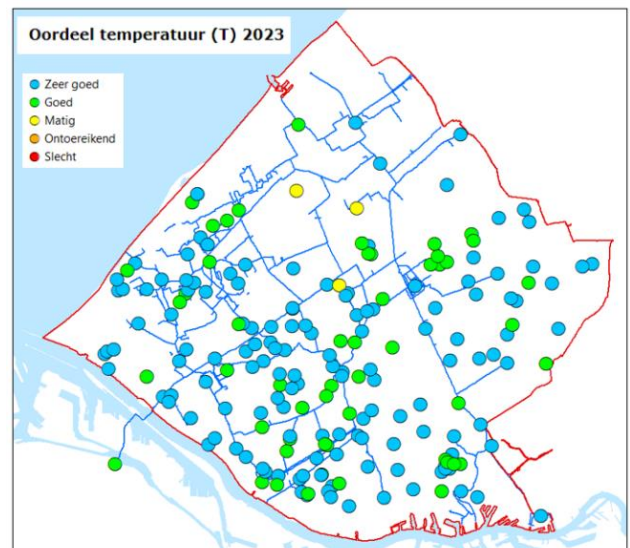 Oordeel temperatuur (T) 2023
Zeer goed
Goed
Matig
Ontoereikend
Slecht